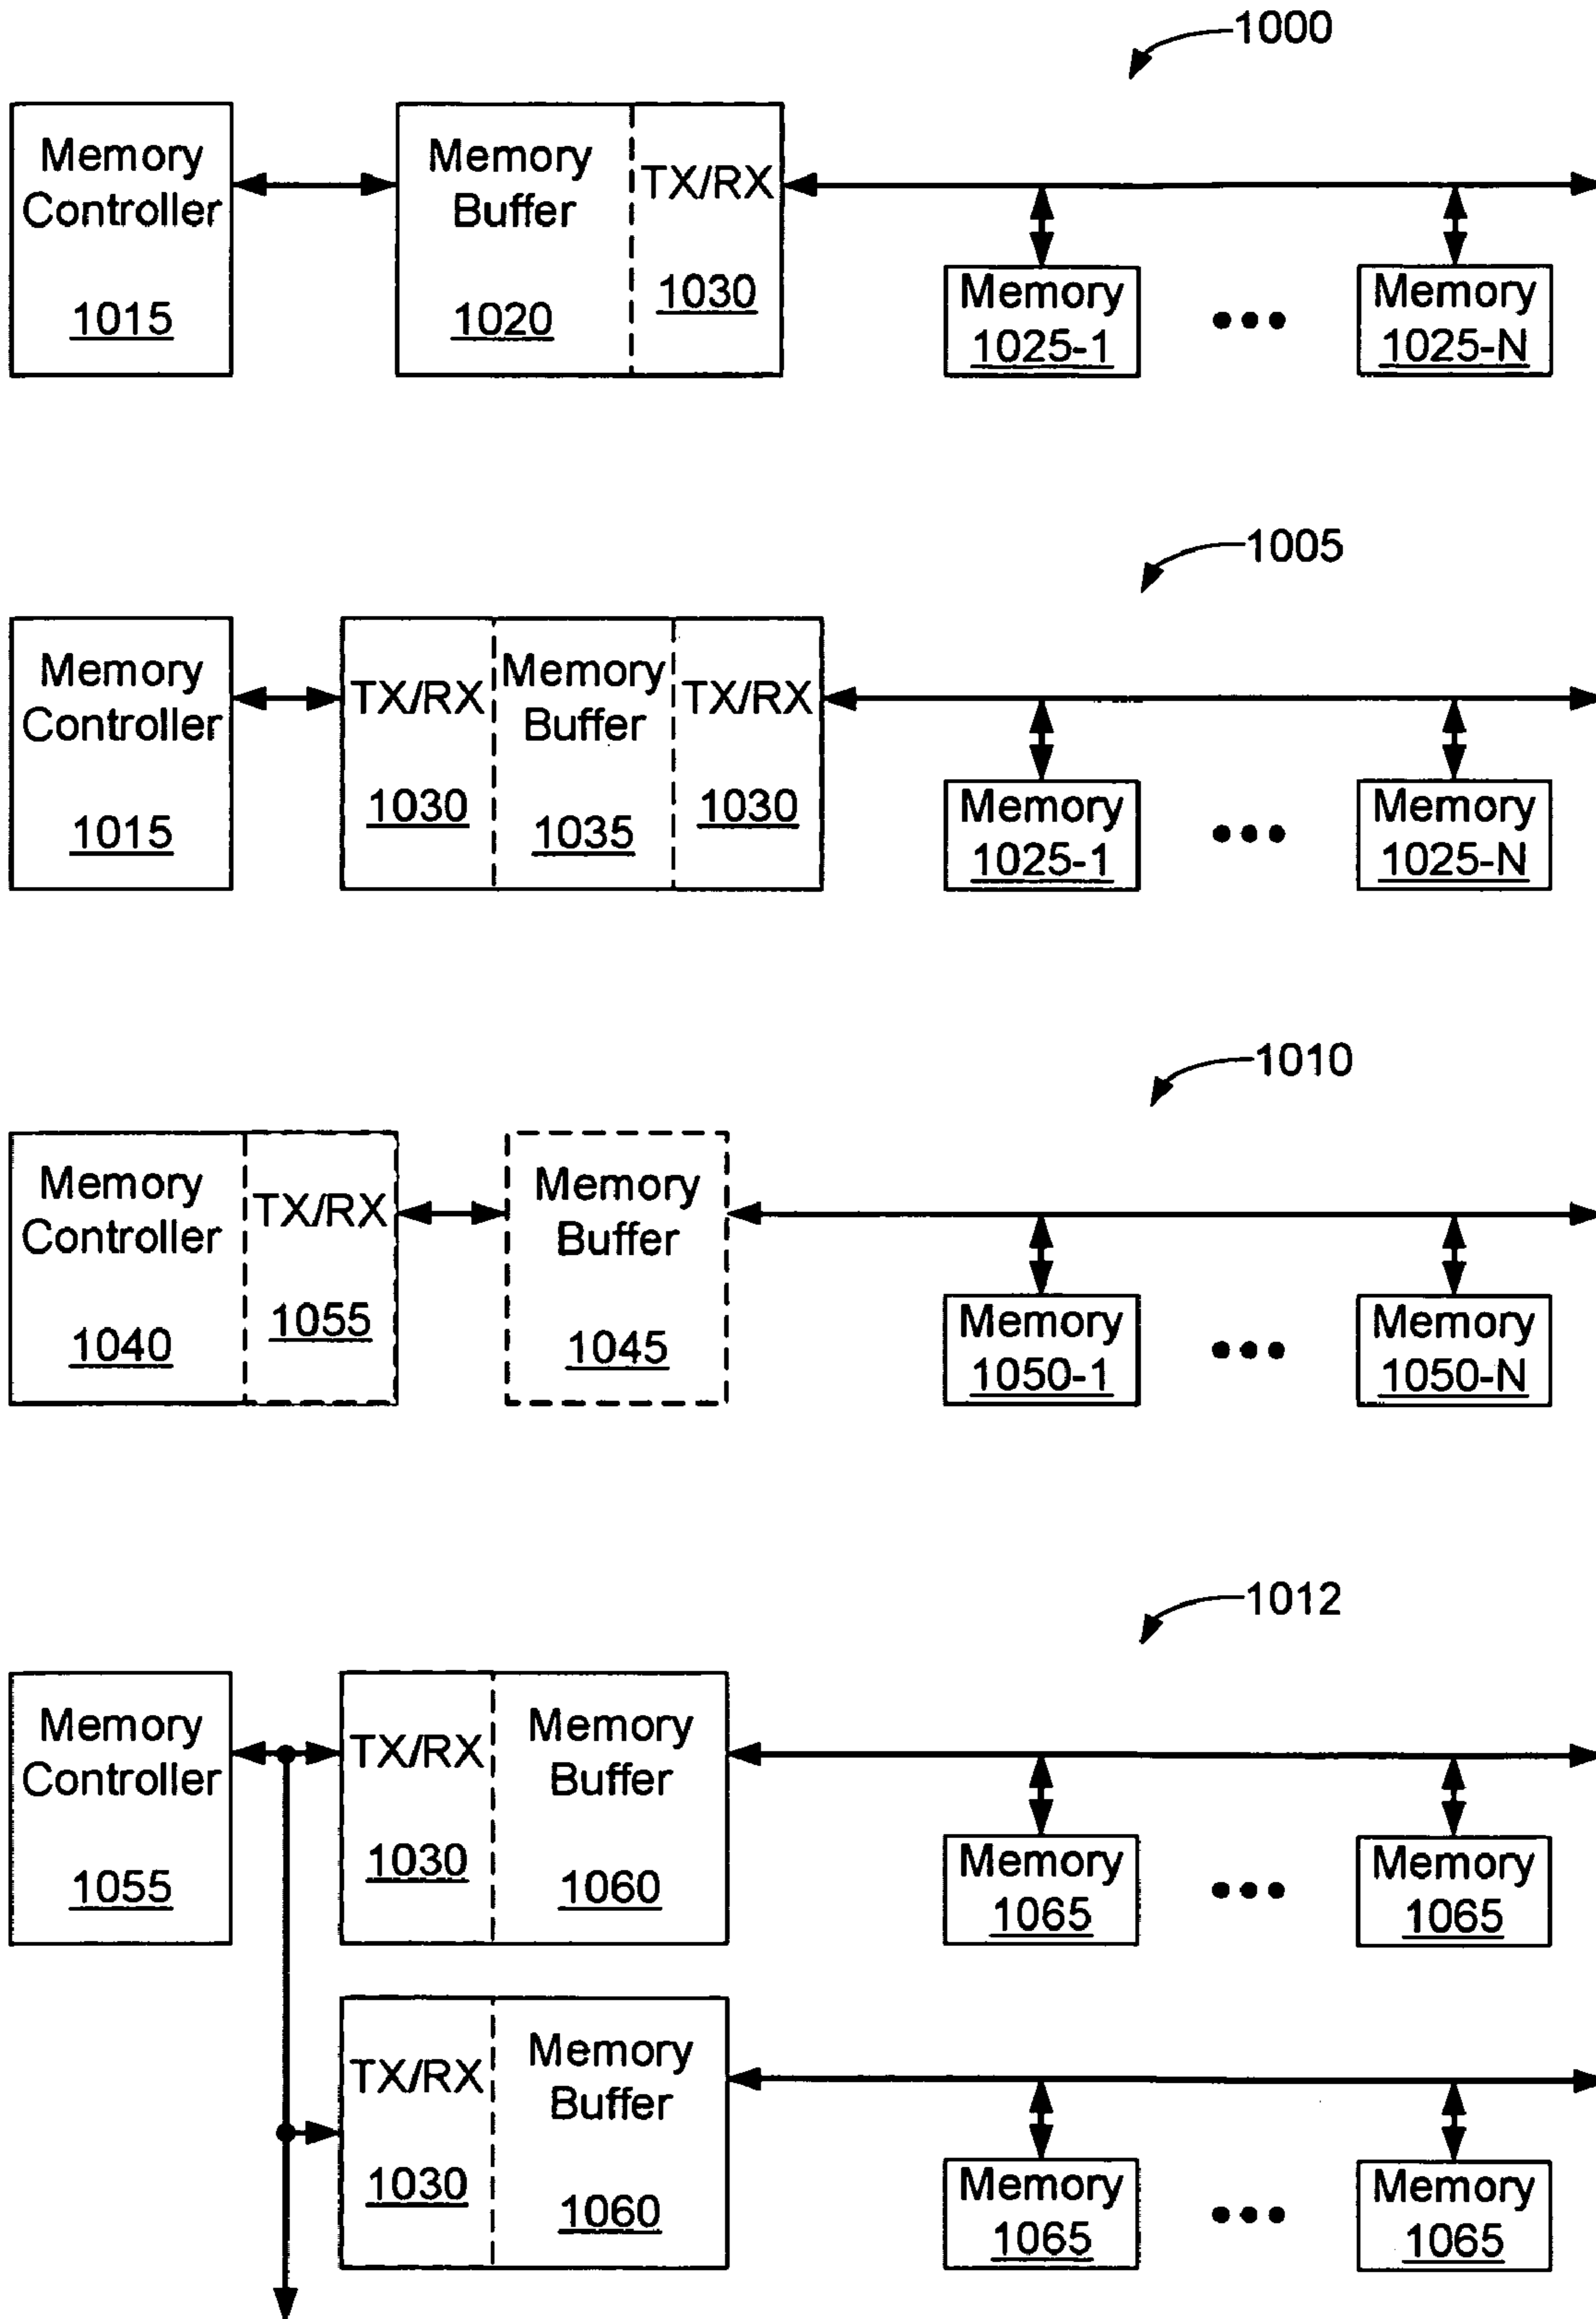 1000
Memory
Controller
1015
Memory
Buffer
1020
TX/RX
1030
Memory
1025-1
Memory
1025-N
1005
Memory
Controller
1015
TX/RX
1030
Memory
Buffer
1035
TX/RX
1030
Memory
1025-1
Memory
1025-N
1010
Memory
Controller
1040
TX/RX
1055
Memory
Buffer
1045
Memory
1050-1
Memory
1050-N
1012
Memory
Controller
1055
TX/RX
1030
Memory
Buffer
1060
Memory
1065
Memory
1065
TX/RX
1030
Memory
Buffer
1060
Memory
1065
Memory
1065